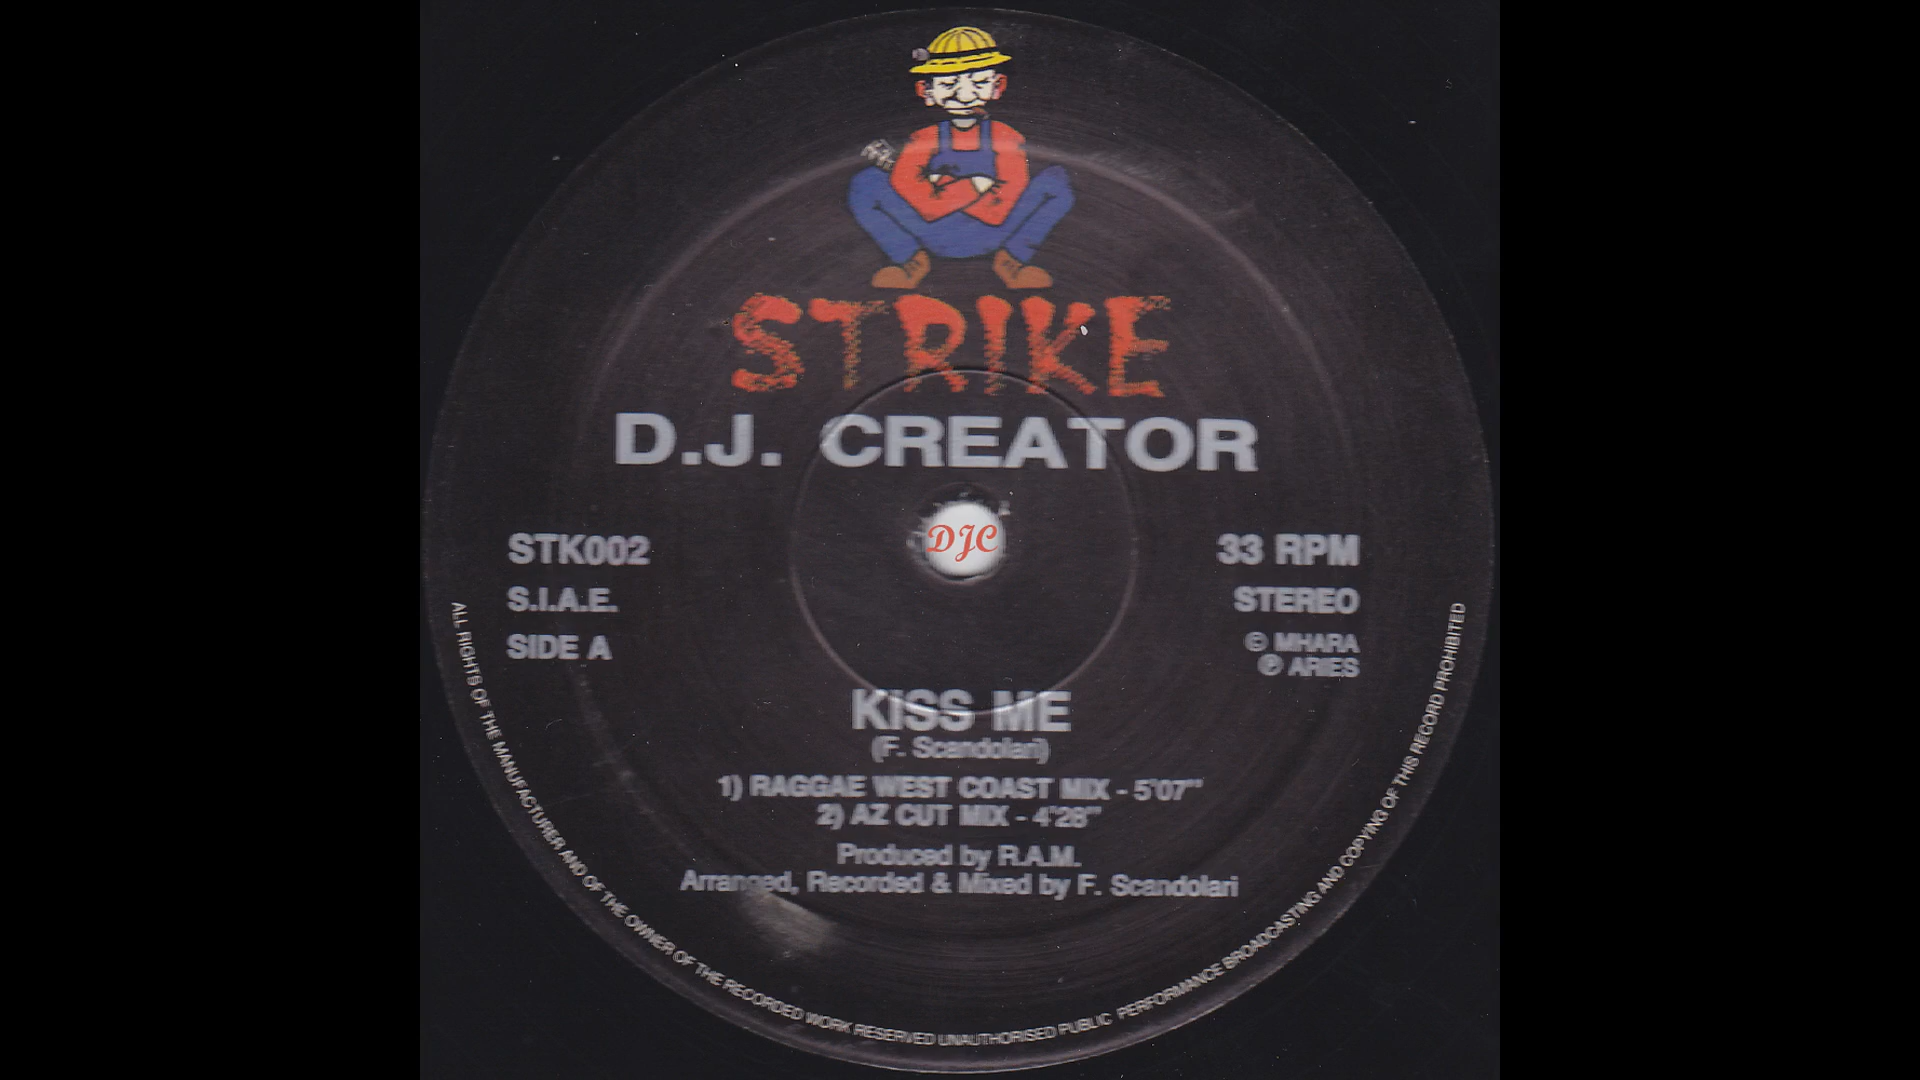 STRIKE
D.J. CREATOR
DJC
STK002
S.I.A.E.
SIDE A
33 RPM
STEREO
© MHARA
℗ ARIES
KISS ME
(F. Scandolari)
1) RAGGAE WEST COAST MIX - 5'07"
2) AZ CUT MIX - 4'28"
Produced by R.A.M.
Arranged, Recorded & Mixed by F. Scandolari
ALL RIGHTS OF THE MANUFACTURER AND OF THE OWNER OF THE RECORDED WORK RESERVED UNAUTHORISED PUBLIC PERFORMANCE BROADCASTING AND COPYING OF THIS RECORD PROHIBITED